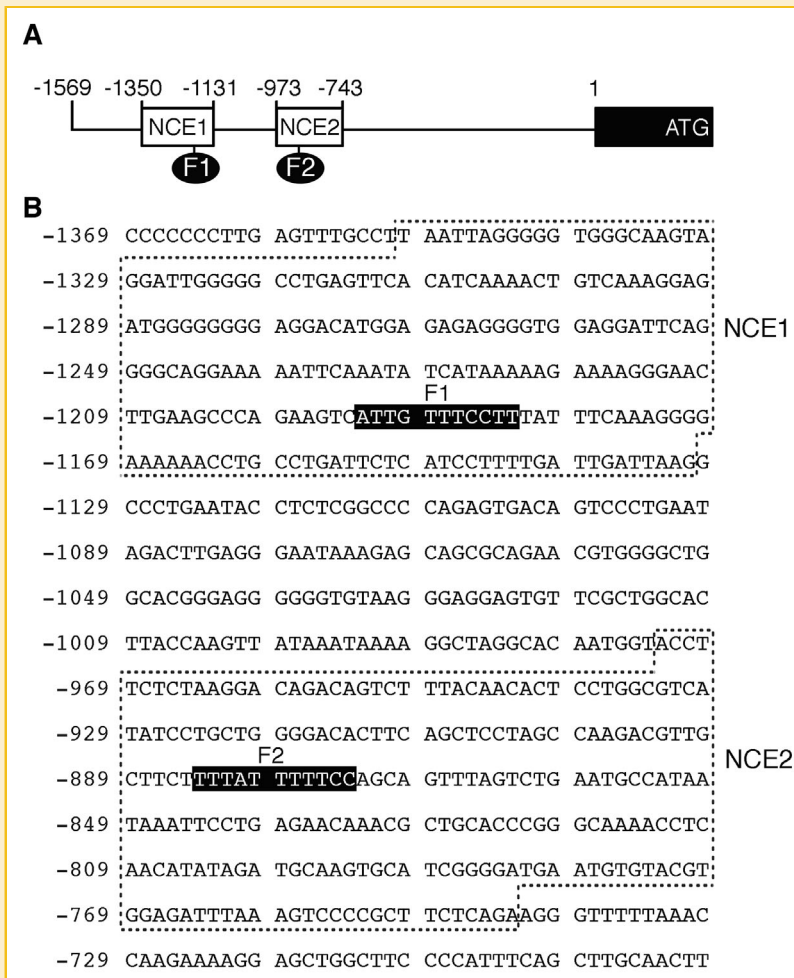 A
-1569 -1350 -1131 -973 -743 1
NCE1 NCE2 ATG
F1 F2
B
-1369 CCCCCCCTTG AGTTTGCCTT AATTAGGGGG TGGGCAAGTA
-1329 GGATTGGGGG CCTGAGTTCA CATCAAAACT GTCAAAGGAG
NCE1
-1289 ATGGGGGGGG AGGACATGGA GAGAGGGGTG GAGGATTCAG
-1249 GGGCAGGAAA AATTCAAATA TCATAAAAAG AAAAGGGAAC
F1
-1209 TTGAAGCCCA GAAGTCATTG TTTCCTTTAT TTCAAAGGGG
-1169 AAAAAACCTG CCTGATTCTC ATCCTTTTGA TTGATTAAGG
-1129 CCCTGAATAC CTCTCGGCCC CAGAGTGACA GTCCCTGAAT
-1089 AGACTTGAGG GAATAAAGAG CAGCGCAGAA CGTGGGGCTG
-1049 GCACGGGAGG GGGGTGTAAG GGAGGAGTGT TCGCTGGCAC
-1009 TTACCAAGTT ATAAATAAAA GGCTAGGCAC AATGGTACCT
-969 TCTCTAAGGA CAGACAGTCT TTACAACACT CCTGGCGTCA
-929 TATCCTGCTG GGGACACTTC AGCTCCTAGC CAAGACGTTG
NCE2
F2
-889 CTTCTTTTAT TTTTCCAGCA GTTTAGTCTG AATGCCATAA
-849 TAAATTCCTG AGAACAAACG CTGCACCCGG GCAAAACCTC
-809 AACATATAGA TGCAAGTGCA TCGGGGATGA ATGTGTACGT
-769 GGAGATTTAA AGTCCCCGCTT TCTCAGAAGG GTTTTTAAAC
-729 CAAGAAAAGG AGCTGGCTTC CCCATTTCAG CTTGCAACTT